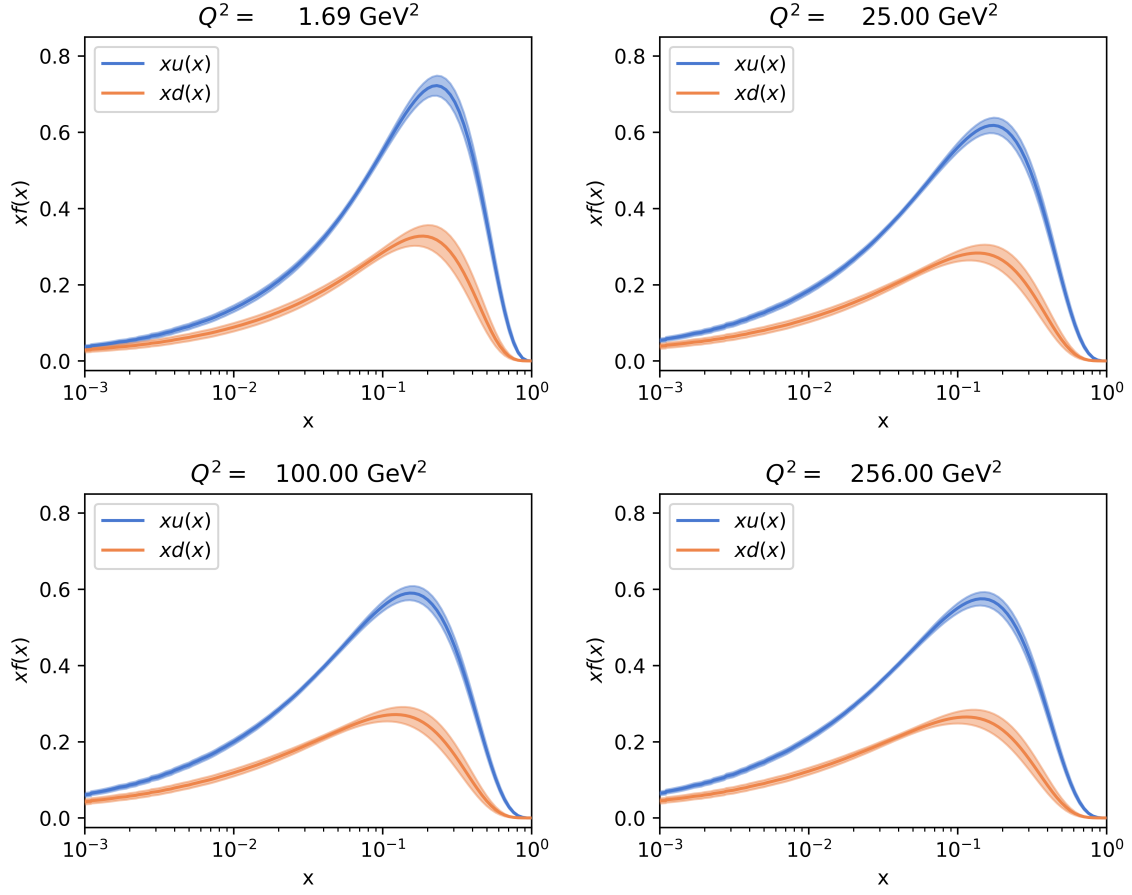 Q² = 1.69 GeV²
xu(x)
xd(x)
xf(x)
0.8
0.6
0.4
0.2
0.0
10⁻³ 10⁻² 10⁻¹ 10⁰
x
Q² = 25.00 GeV²
xu(x)
xd(x)
xf(x)
0.8
0.6
0.4
0.2
0.0
10⁻³ 10⁻² 10⁻¹ 10⁰
x
Q² = 100.00 GeV²
xu(x)
xd(x)
xf(x)
0.8
0.6
0.4
0.2
0.0
10⁻³ 10⁻² 10⁻¹ 10⁰
x
Q² = 256.00 GeV²
xu(x)
xd(x)
xf(x)
0.8
0.6
0.4
0.2
0.0
10⁻³ 10⁻² 10⁻¹ 10⁰
x